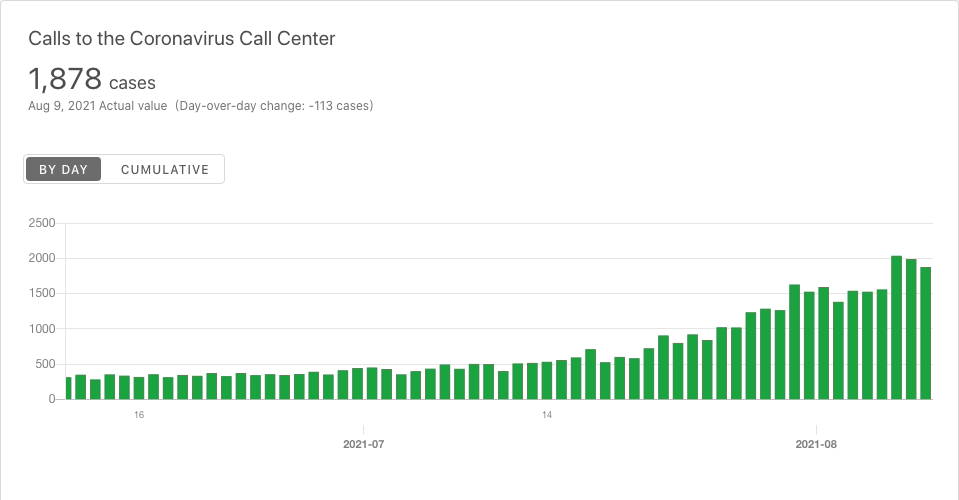 Calls to the Coronavirus Call Center
1,878 cases
Aug 9, 2021 Actual value (Day-over-day change: -113 cases)
BY DAY CUMULATIVE
2500
2000
1500
1000
500
0
16 14
2021-07 2021-08